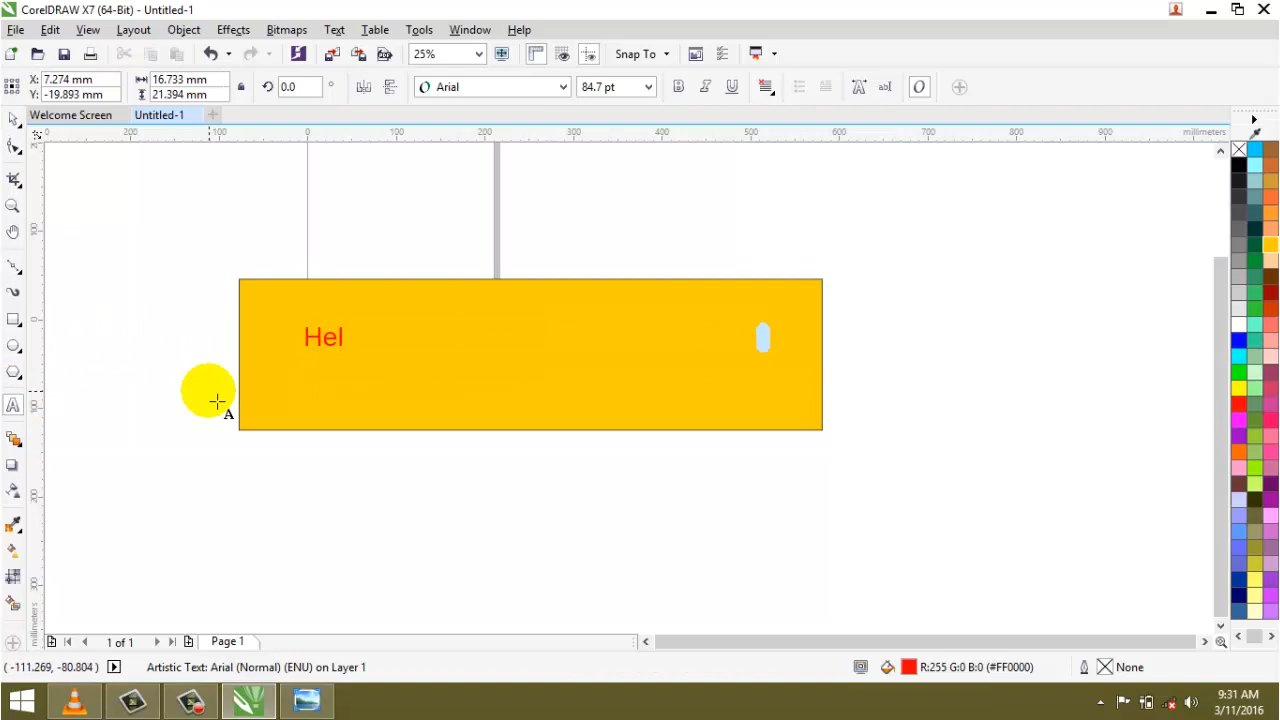 CorelDRAW X7 (64-Bit) - Untitled-1
File Edit View Layout Object Effects Bitmaps Text Table Tools Window Help
25% Snap To
X: 7.274 mm 16.733 mm 0.0 Arial 84.7 pt
Y: -19.893 mm 21.394 mm
Welcome Screen Untitled-1
200 100 0 100 200 300 400 500 600 700 800 900 millimeters
Hel
A
1 of 1 Page 1
( -111.269, -80.804 ) Artistic Text: Arial (Normal) (ENU) on Layer 1 R:255 G:0 B:0 (#FF0000) None
9:31 AM
3/11/2016